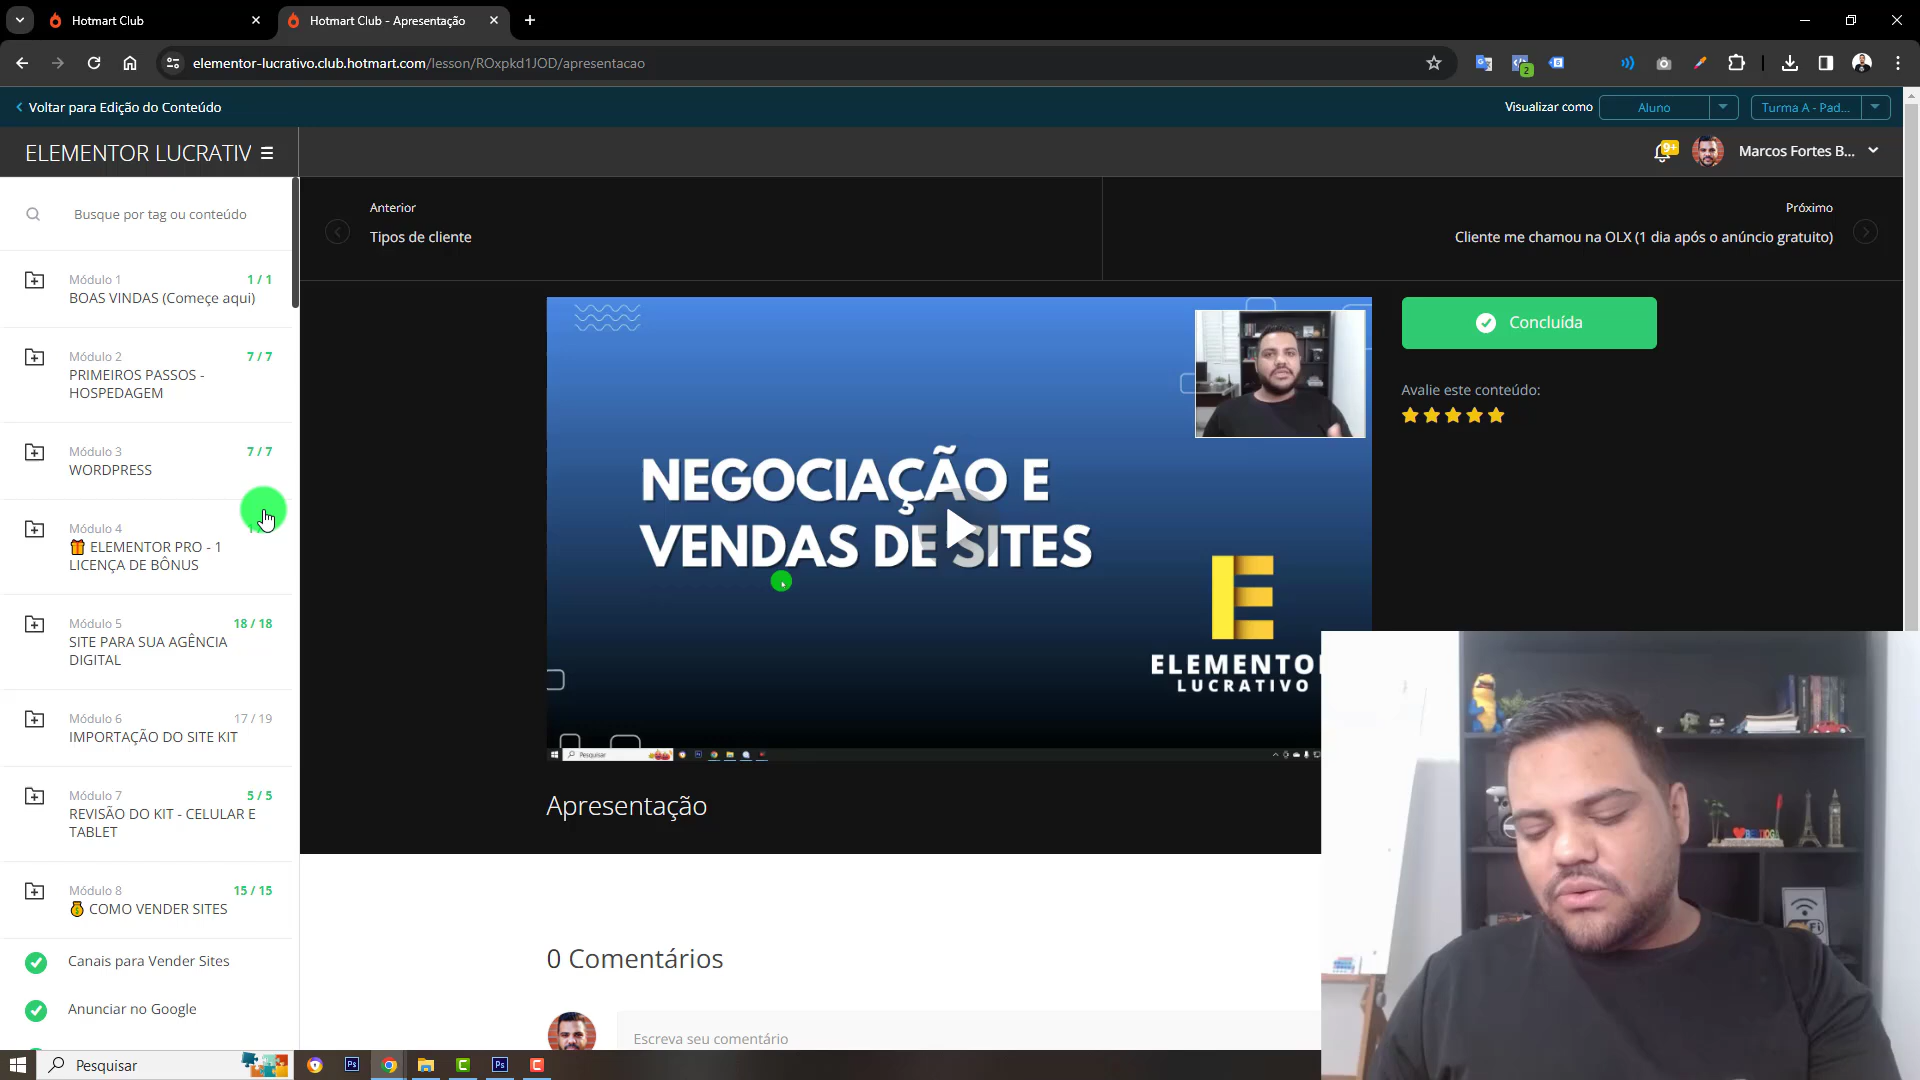 Hotmart Club
Hotmart Club - Apresentação
elementor-lucrativo.club.hotmart.com/lesson/ROxpkd1JOD/apresentacao
2
Voltar para Edição do Conteúdo
Visualizar como
Aluno
Turma A - Pad...
ELEMENTOR LUCRATIV
9+
Marcos Fortes B...
Busque por tag ou conteúdo
Anterior
Tipos de cliente
Próximo
Cliente me chamou na OLX (1 dia após o anúncio gratuito)
Módulo 1
1 / 1
BOAS VINDAS (Começe aqui)
Módulo 2
7 / 7
PRIMEIROS PASSOS -
HOSPEDAGEM
Módulo 3
7 / 7
WORDPRESS
Módulo 4
ELEMENTOR PRO - 1
LICENÇA DE BÔNUS
Módulo 5
18 / 18
SITE PARA SUA AGÊNCIA
DIGITAL
Módulo 6
17 / 19
IMPORTAÇÃO DO SITE KIT
Módulo 7
5 / 5
REVISÃO DO KIT - CELULAR E
TABLET
Módulo 8
15 / 15
COMO VENDER SITES
Canais para Vender Sites
Anunciar no Google
NEGOCIAÇÃO E
VENDAS DE SITES
ELEMENTO
LUCRATIVO
Pesquisar
Concluída
Avalie este conteúdo:
Apresentação
0 Comentários
Escreva seu comentário
Pesquisar